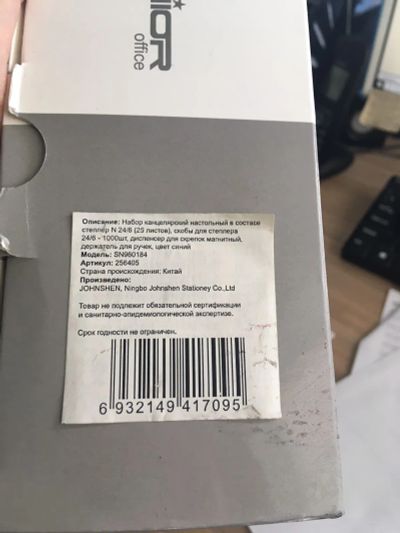 office
Описание: Набор канцелярский настольный в составе
степлер N 24/6 (25 листов), скобы для степлера
24/6 - 1000шт, диспенсер для скрепок магнитный,
держатель для ручек, цвет синий
Модель: SN960184
Артикул: 256405
Страна происхождения: Китай
Произведено:
JOHNSHEN, Ningbo Johnshen Stationey Co.,Ltd
Товар не подлежит обязательной сертификации
и санитарно-эпидемиологической экспертизе.
Срок годности не ограничен.
6 932149 417095